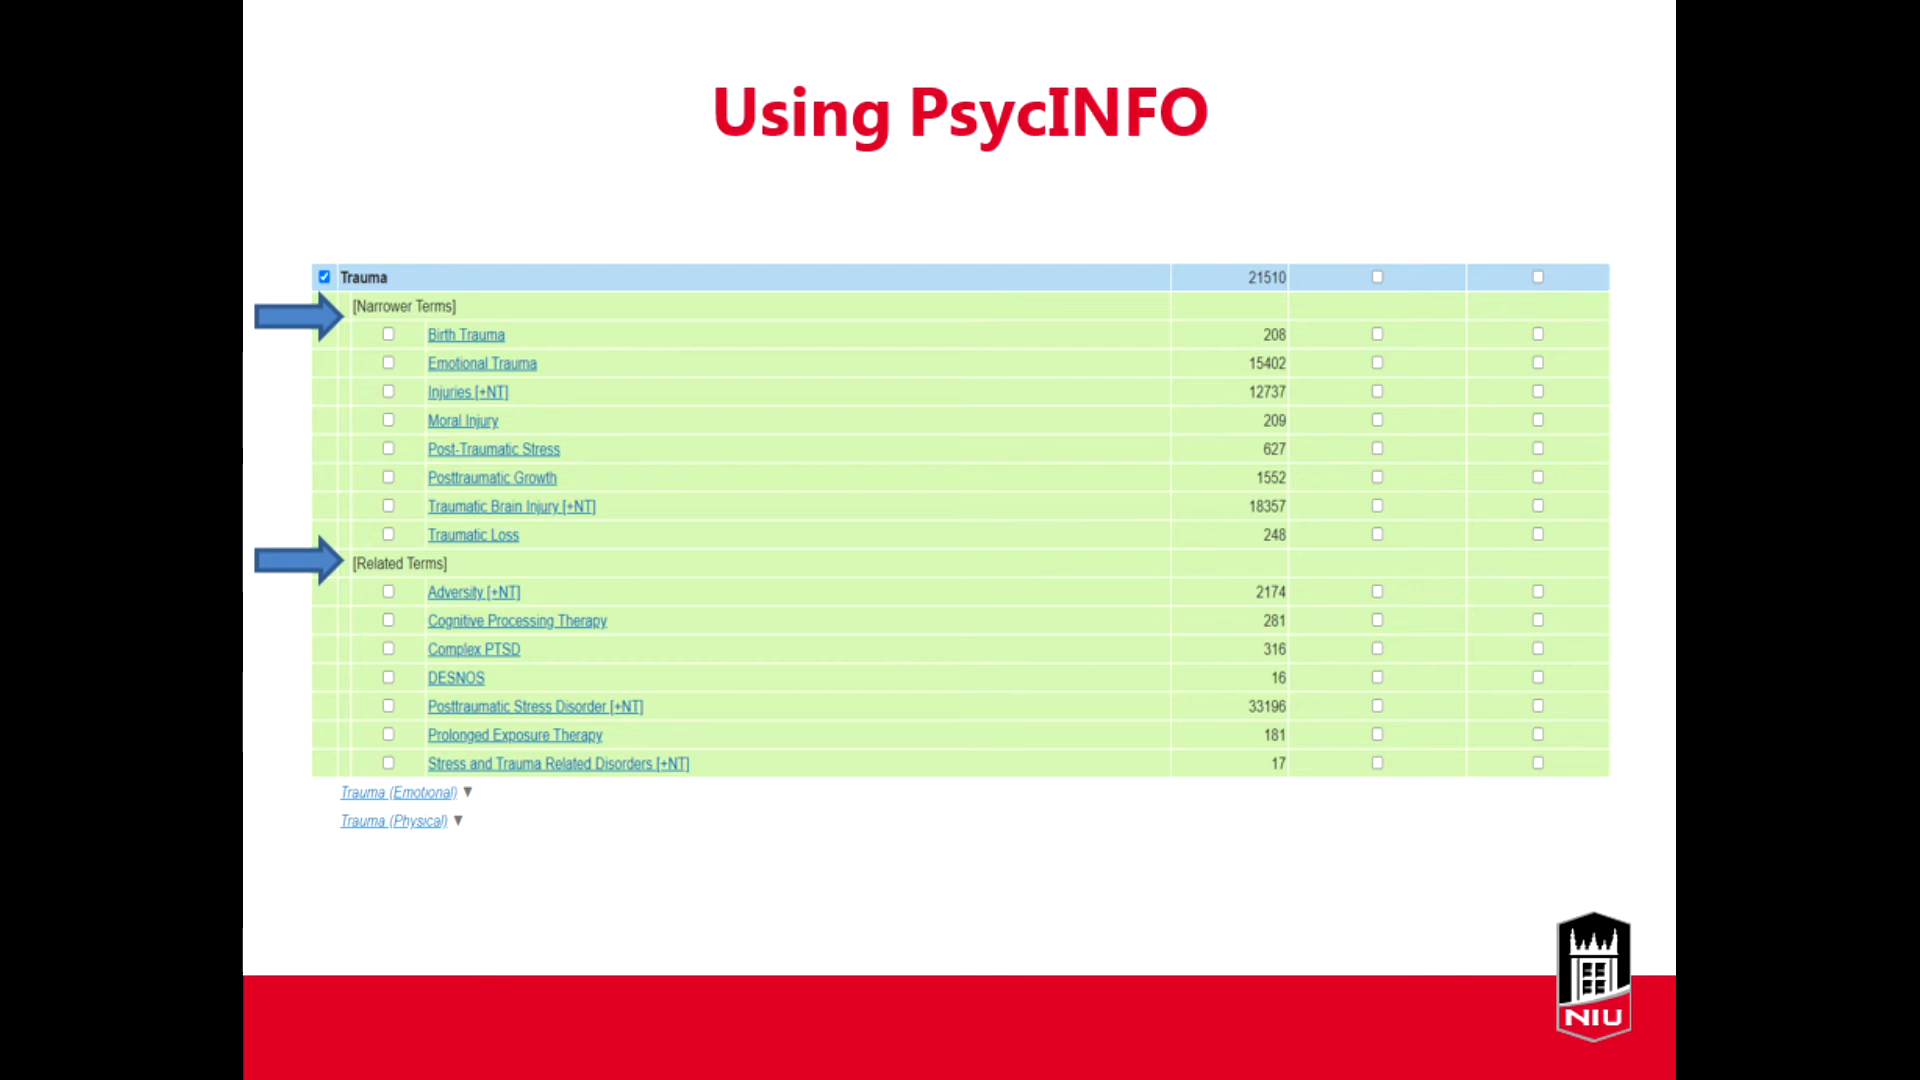 Using PsycINFO
Trauma 21510
[Narrower Terms]
Birth Trauma 208
Emotional Trauma 15402
Injuries [+NT] 12737
Moral Injury 209
Post-Traumatic Stress 627
Posttraumatic Growth 1552
Traumatic Brain Injury [+NT] 18357
Traumatic Loss 248
[Related Terms]
Adversity [+NT] 2174
Cognitive Processing Therapy 281
Complex PTSD 316
DESNOS 16
Posttraumatic Stress Disorder [+NT] 33196
Prolonged Exposure Therapy 181
Stress and Trauma Related Disorders [+NT] 17
Trauma (Emotional) ▼
Trauma (Physical) ▼
NIU